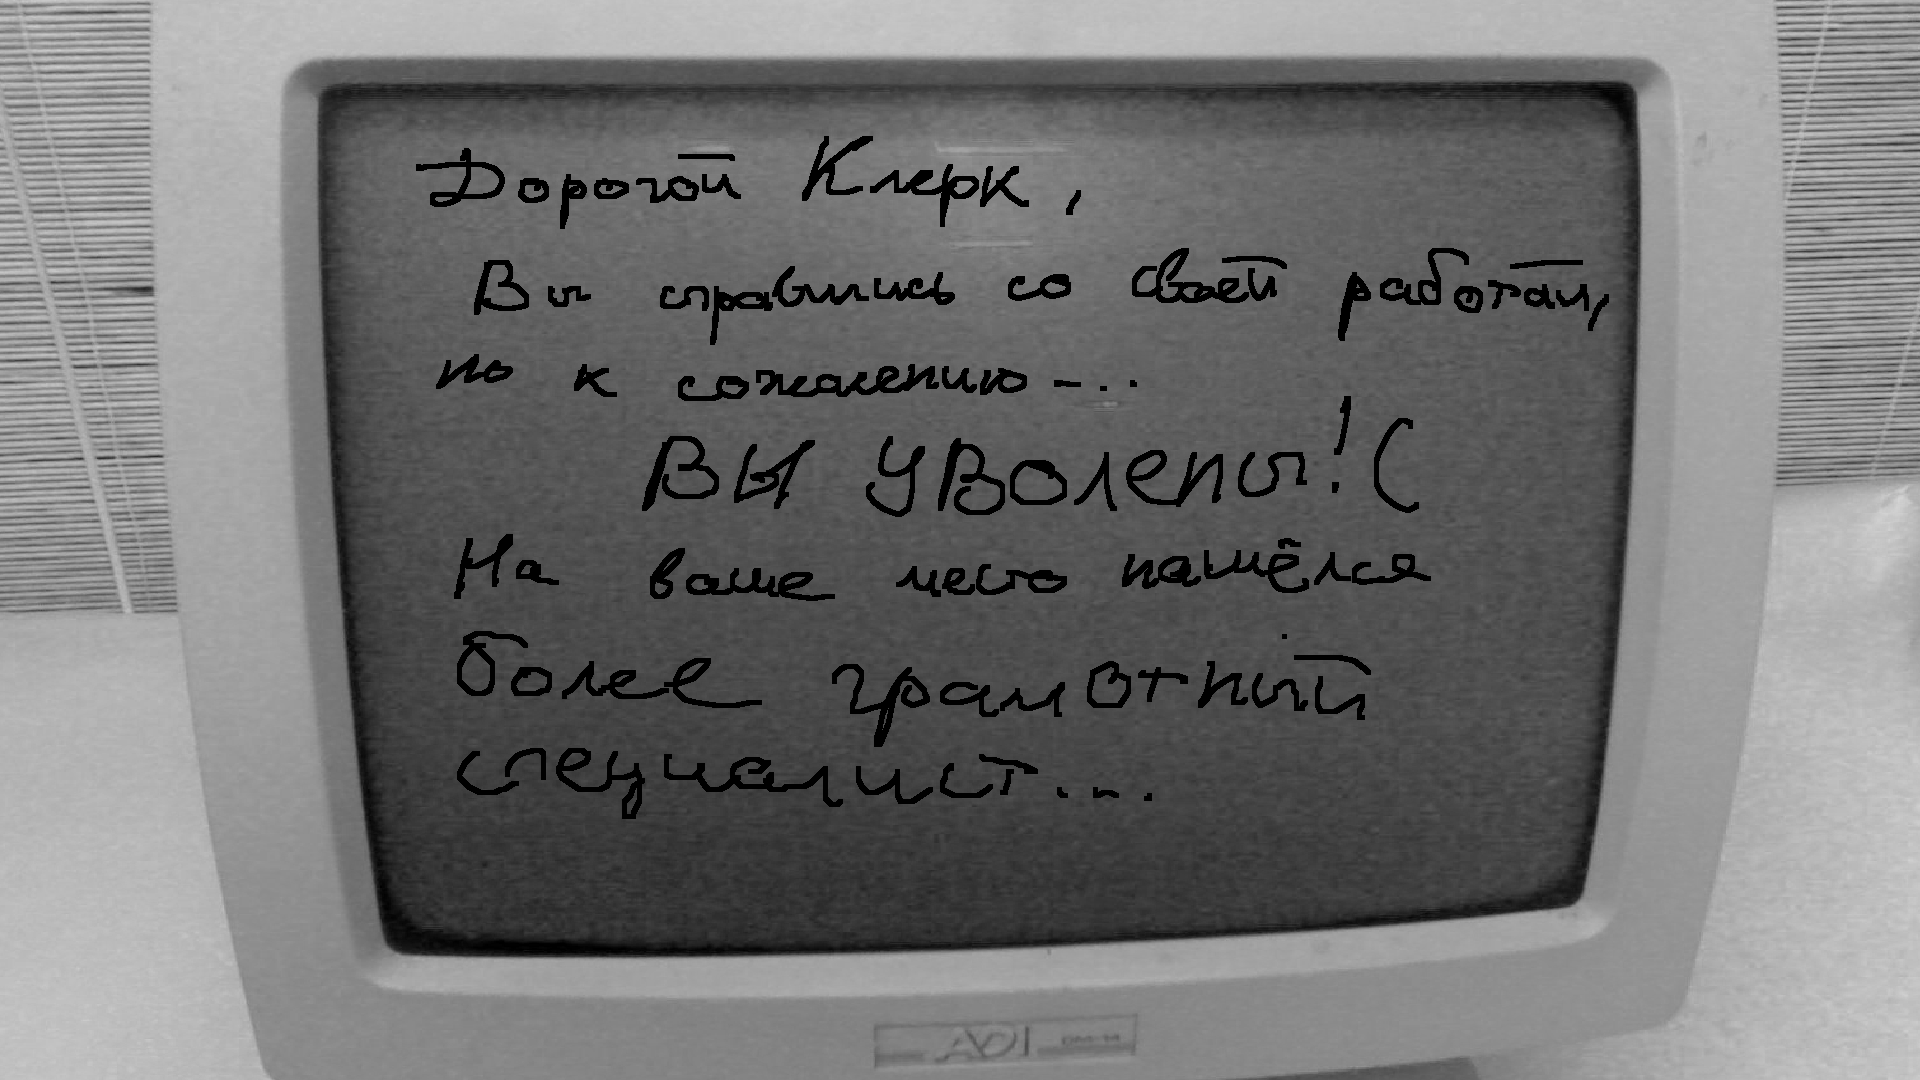 Дорогой Клерк,
Вы справились со своей работой,
но к сожалению...
ВЫ УВОЛЕНЫ!(
На ваше место нашёлся
более грамотный
специалист...
ADI